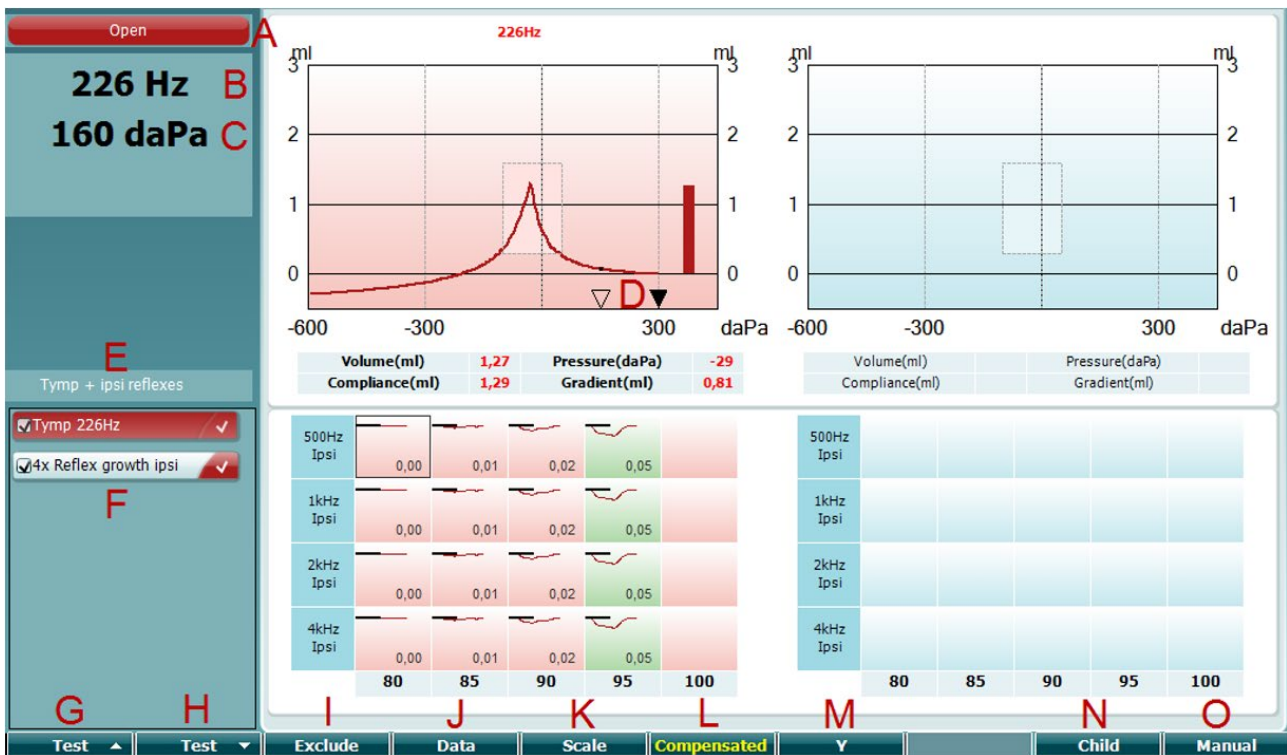 Open
A
226 Hz B
160 daPa C
E
Tymp + ipsi reflexes
Tymp 226Hz
4x Reflex growth ipsi
F
226Hz
ml ml
3 3
2 2
1 1
0 0
D
-600 -300 300 daPa
Volume(ml) 1,27 Pressure(daPa) -29
Compliance(ml) 1,29 Gradient(ml) 0,81
ml ml
3 3
2 2
1 1
0 0
-600 -300 300 daPa
Volume(ml) Pressure(daPa)
Compliance(ml) Gradient(ml)
500Hz
Ipsi
0,00 0,01 0,02 0,05
1kHz
Ipsi
0,00 0,01 0,02 0,05
2kHz
Ipsi
0,00 0,01 0,02 0,05
4kHz
Ipsi
0,00 0,01 0,02 0,05
80 85 90 95 100
500Hz
Ipsi
1kHz
Ipsi
2kHz
Ipsi
4kHz
Ipsi
80 85 90 95 100
G H I J K L M N O
Test Test Exclude Data Scale Compensated Y Child Manual